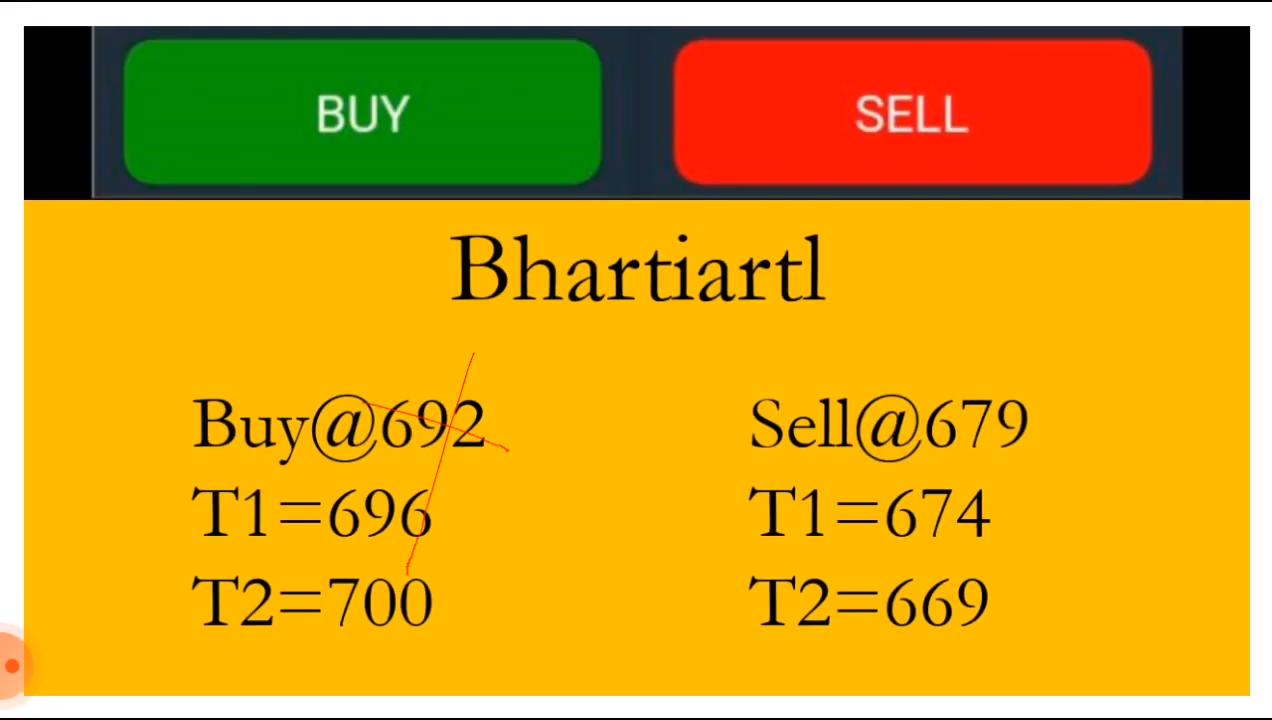 BUY
SELL
Bhartiartl
Buy@692
T1=696
T2=700
Sell@679
T1=674
T2=669